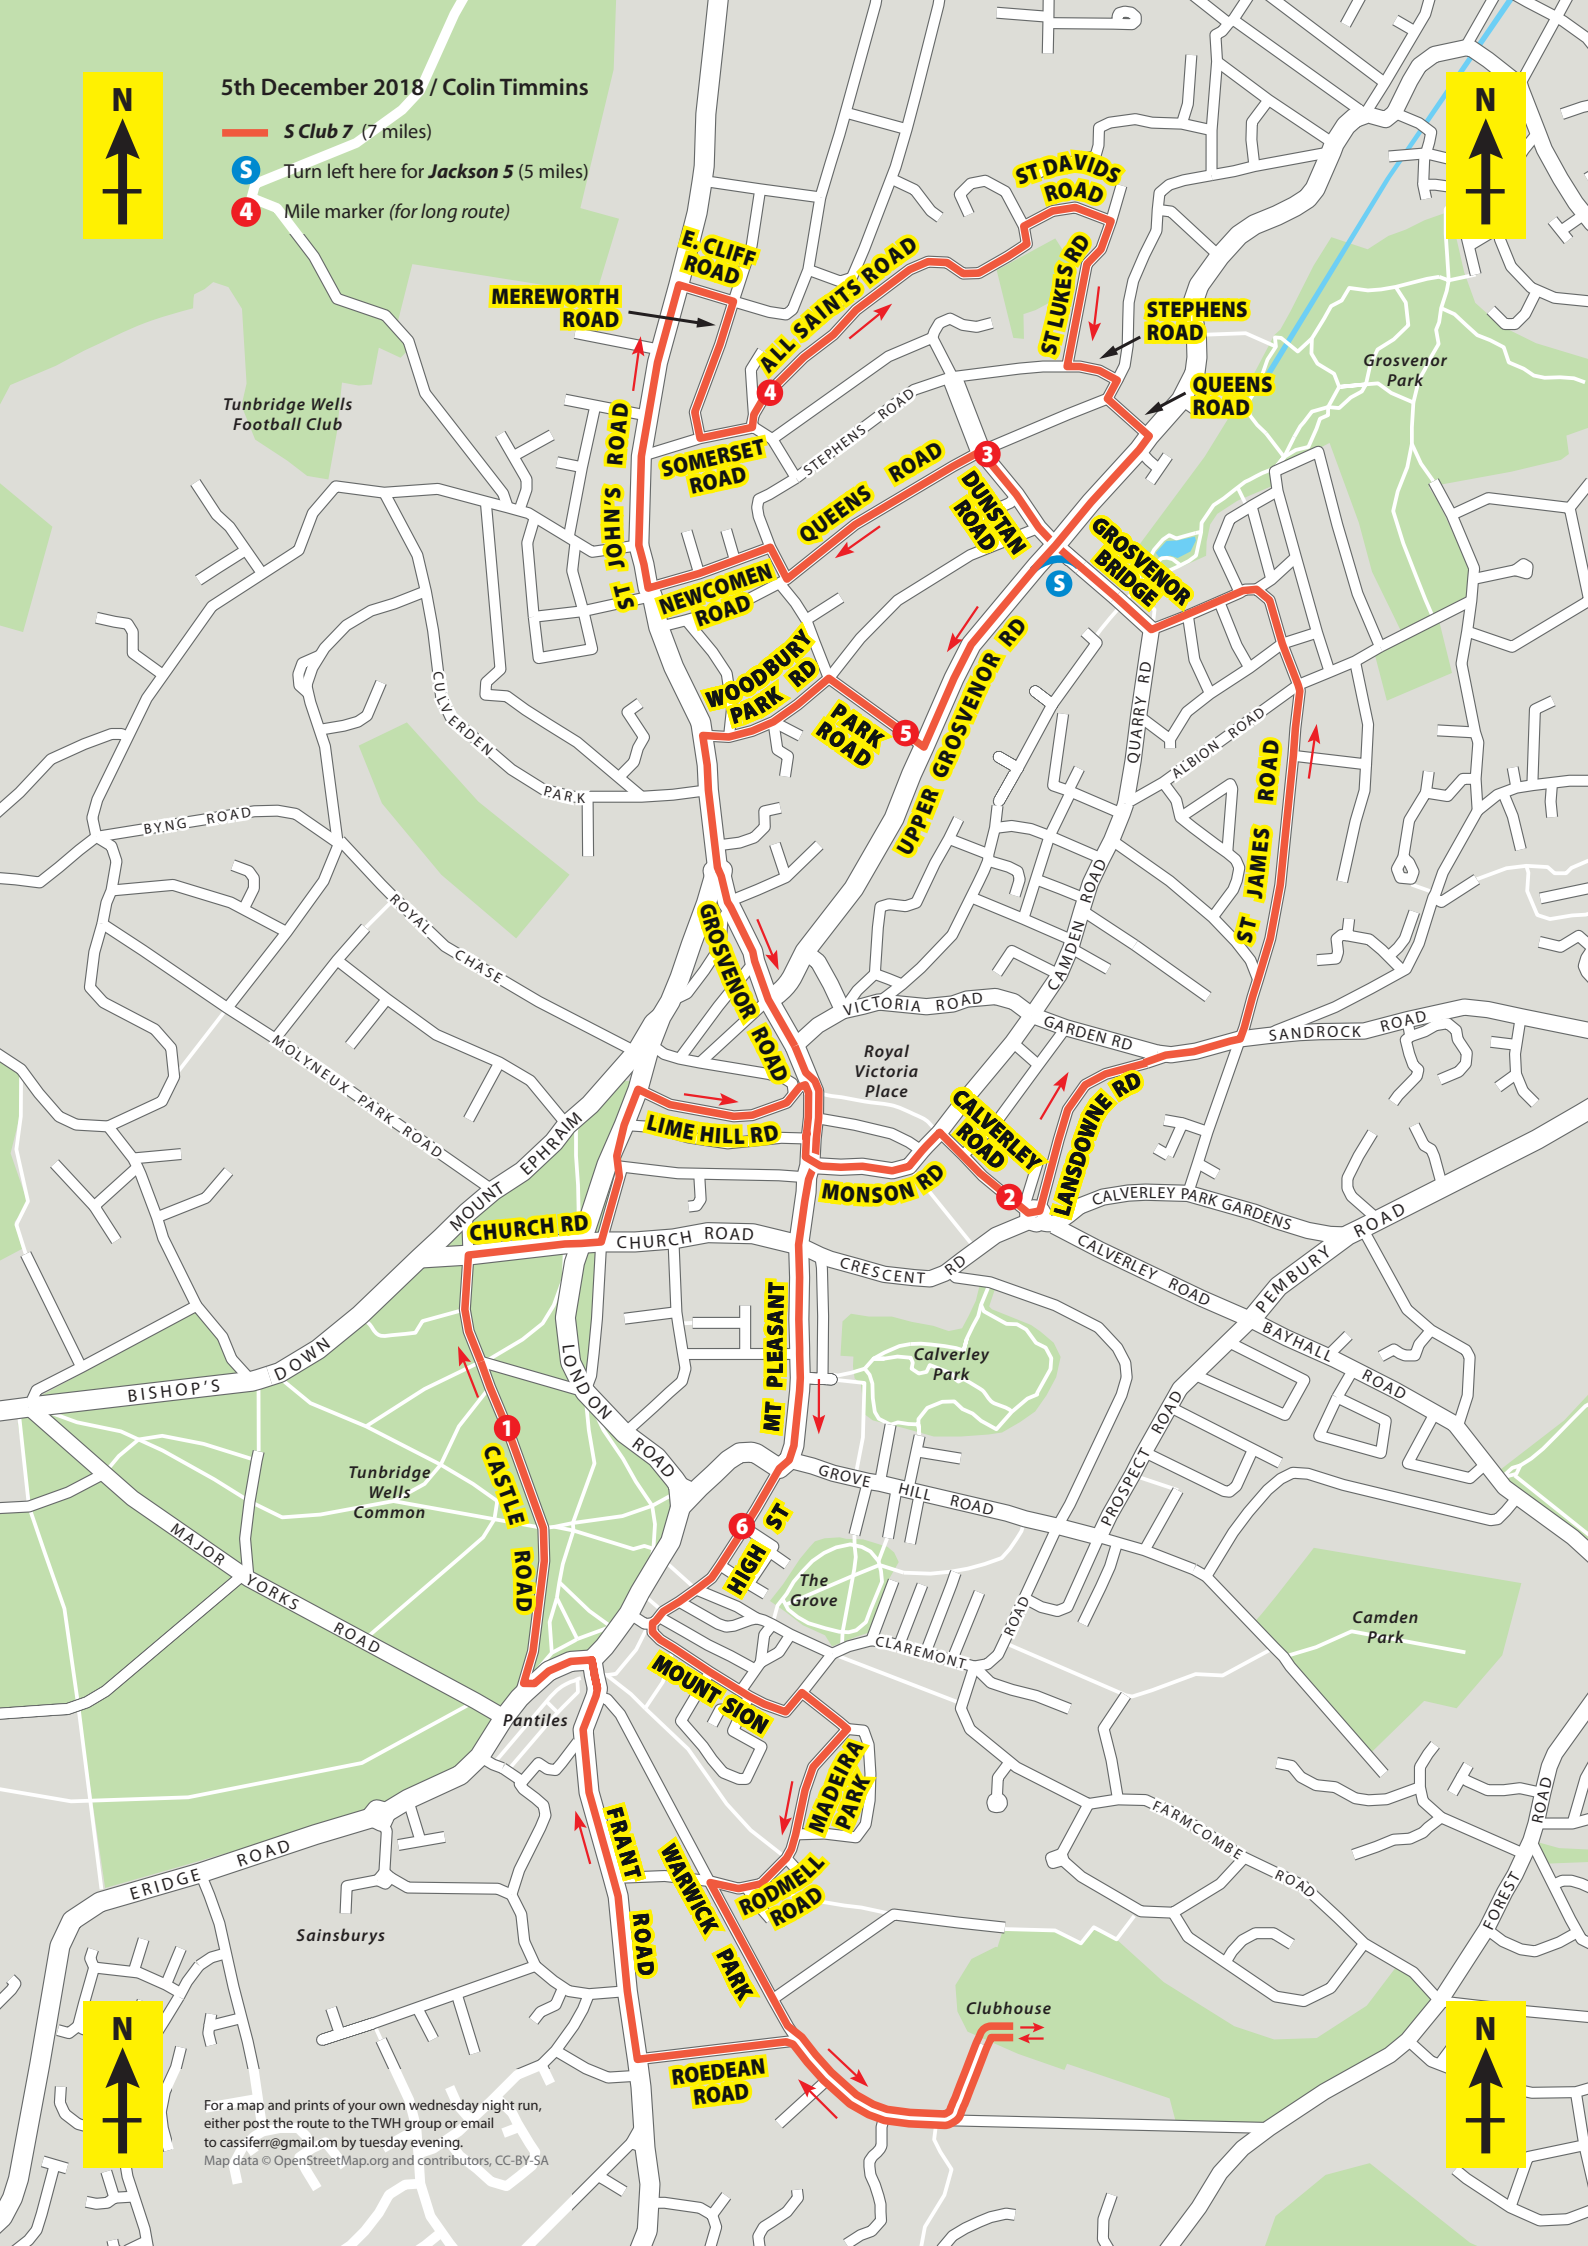 N
5th December 2018 / Colin Timmins
S Club 7 (7 miles)
S Turn left here for Jackson 5 (5 miles)
4 Mile marker (for long route)
N
ST DAVIDS
ROAD
E. CLIFF
ROAD
ALL SAINTS ROAD
ST LUKES RD
MEREWORTH
ROAD
STEPHENS
ROAD
Grosvenor
Park
QUEENS
ROAD
4
Tunbridge Wells
Football Club
STEPHENS ROAD
ST JOHN'S ROAD
SOMERSET
ROAD
3
QUEENS ROAD
DUNSTAN
ROAD
GROSVENOR
BRIDGE
S
NEWCOMEN
ROAD
WOODBURY
PARK RD
UPPER GROSVENOR RD
QUARRY RD
CULVERDEN PARK
PARK
ROAD
5
ALBION ROAD
ST JAMES ROAD
BYNG ROAD
ROYAL CHASE
GROSVENOR ROAD
CAMDEN ROAD
VICTORIA ROAD
GARDEN RD
SANDROCK ROAD
MOLYNEUX PARK ROAD
Royal
Victoria
Place
LIME HILL RD
CALVERLEY
ROAD
LANSDOWNE RD
MOUNT EPHRAIM
MONSON RD
2
CALVERLEY PARK GARDENS
CHURCH RD
CHURCH ROAD
CRESCENT RD
CALVERLEY ROAD
PEMBURY ROAD
MT PLEASANT
BAYHALL ROAD
Calverley
Park
BISHOP'S DOWN
LONDON ROAD
1
CASTLE ROAD
Tunbridge
Wells
Common
GROVE HILL ROAD
PROSPECT ROAD
6
HIGH ST
MAJOR YORKS ROAD
The
Grove
ROAD
CLAREMONT
Camden
Park
MOUNT SION
Pantiles
MADEIRA
PARK
FRANT ROAD
WARWICK PARK
RODMELL
ROAD
FARMCOMBE ROAD
FOREST ROAD
ERIDGE ROAD
Sainsburys
Clubhouse
N
N
ROEDEAN
ROAD
For a map and prints of your own wednesday night run,
either post the route to the TWH group or email
to cassiferr@gmail.om by tuesday evening.
Map data © OpenStreetMap.org and contributors, CC-BY-SA